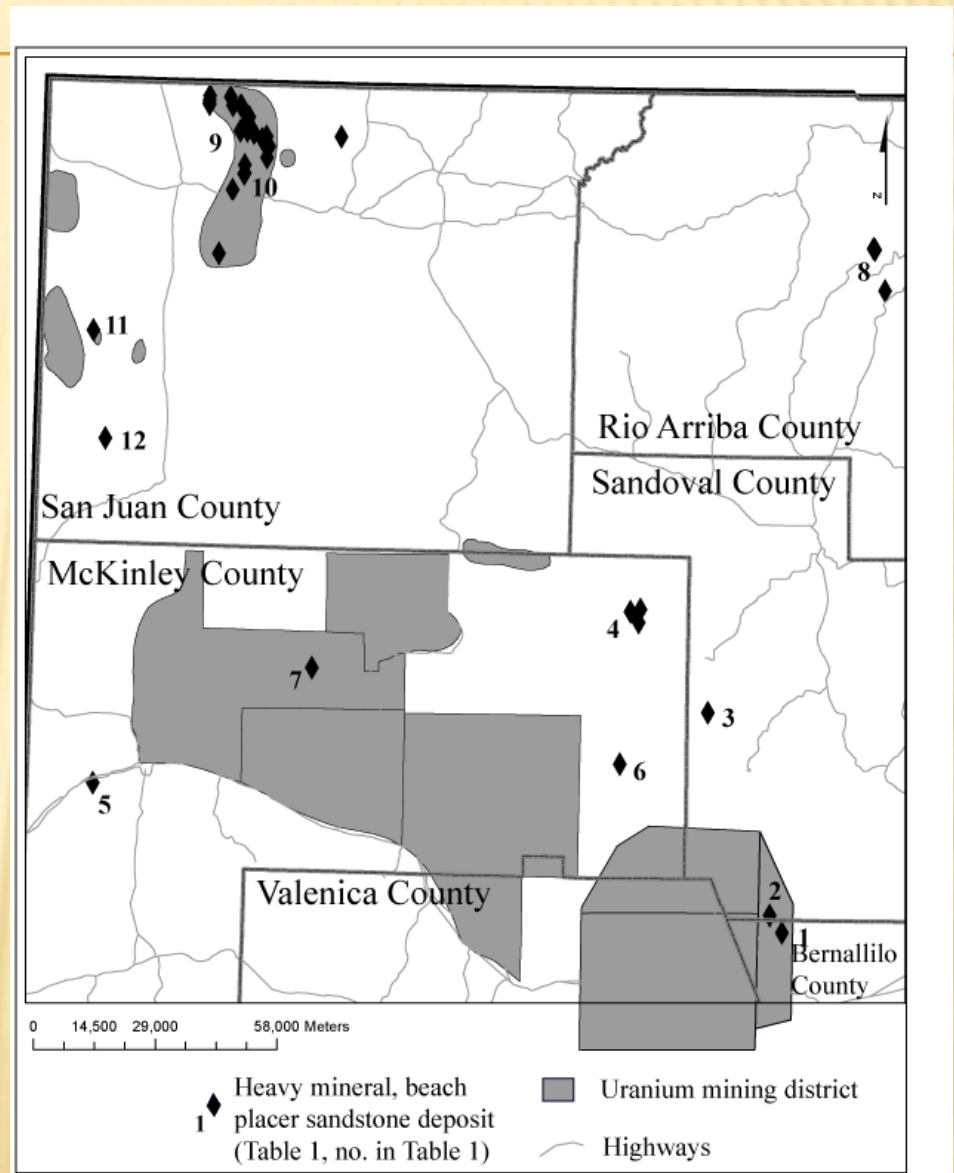 9
10
8
11
12
Rio Arriba County
Sandoval County
San Juan County
McKinley County
4
7
3
6
5
Valenica County
2
1
Bernallilo
County
z
0 14,500 29,000 58,000 Meters
1
Heavy mineral, beach
placer sandstone deposit
(Table 1, no. in Table 1)
Uranium mining district
Highways